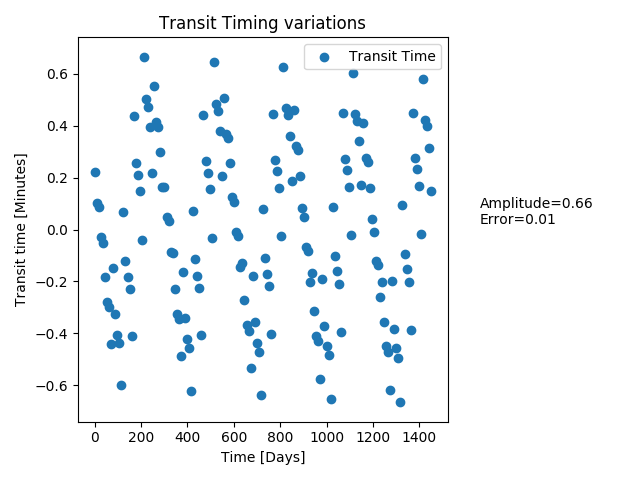 Transit Timing variations
Transit Time
Transit time [Minutes]
0.6
0.4
0.2
0.0
−0.2
−0.4
−0.6
0
200
400
600
800
1000
1200
1400
Time [Days]
Amplitude=0.66
Error=0.01